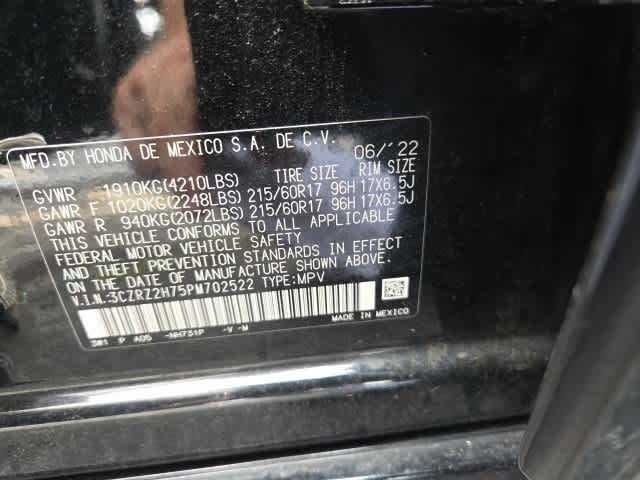 MFD.BY HONDA DE MEXICO S.A. DE C.V. 06/'22
GVWR 1910KG(4210LBS) TIRE SIZE RIM SIZE
GAWR F 1020KG(2248LBS) 215/60R17 96H 17X6.5J
GAWR R 940KG(2072LBS) 215/60R17 96H 17X6.5J
THIS VEHICLE CONFORMS TO ALL APPLICABLE
FEDERAL MOTOR VEHICLE SAFETY
AND THEFT PREVENTION STANDARDS IN EFFECT
ON THE DATE OF MANUFACTURE SHOWN ABOVE.
V.I.N.:3CZRZ2H75PM702522 TYPE:MPV
3W1 P A05 -NH731P -V -M
MADE IN MEXICO